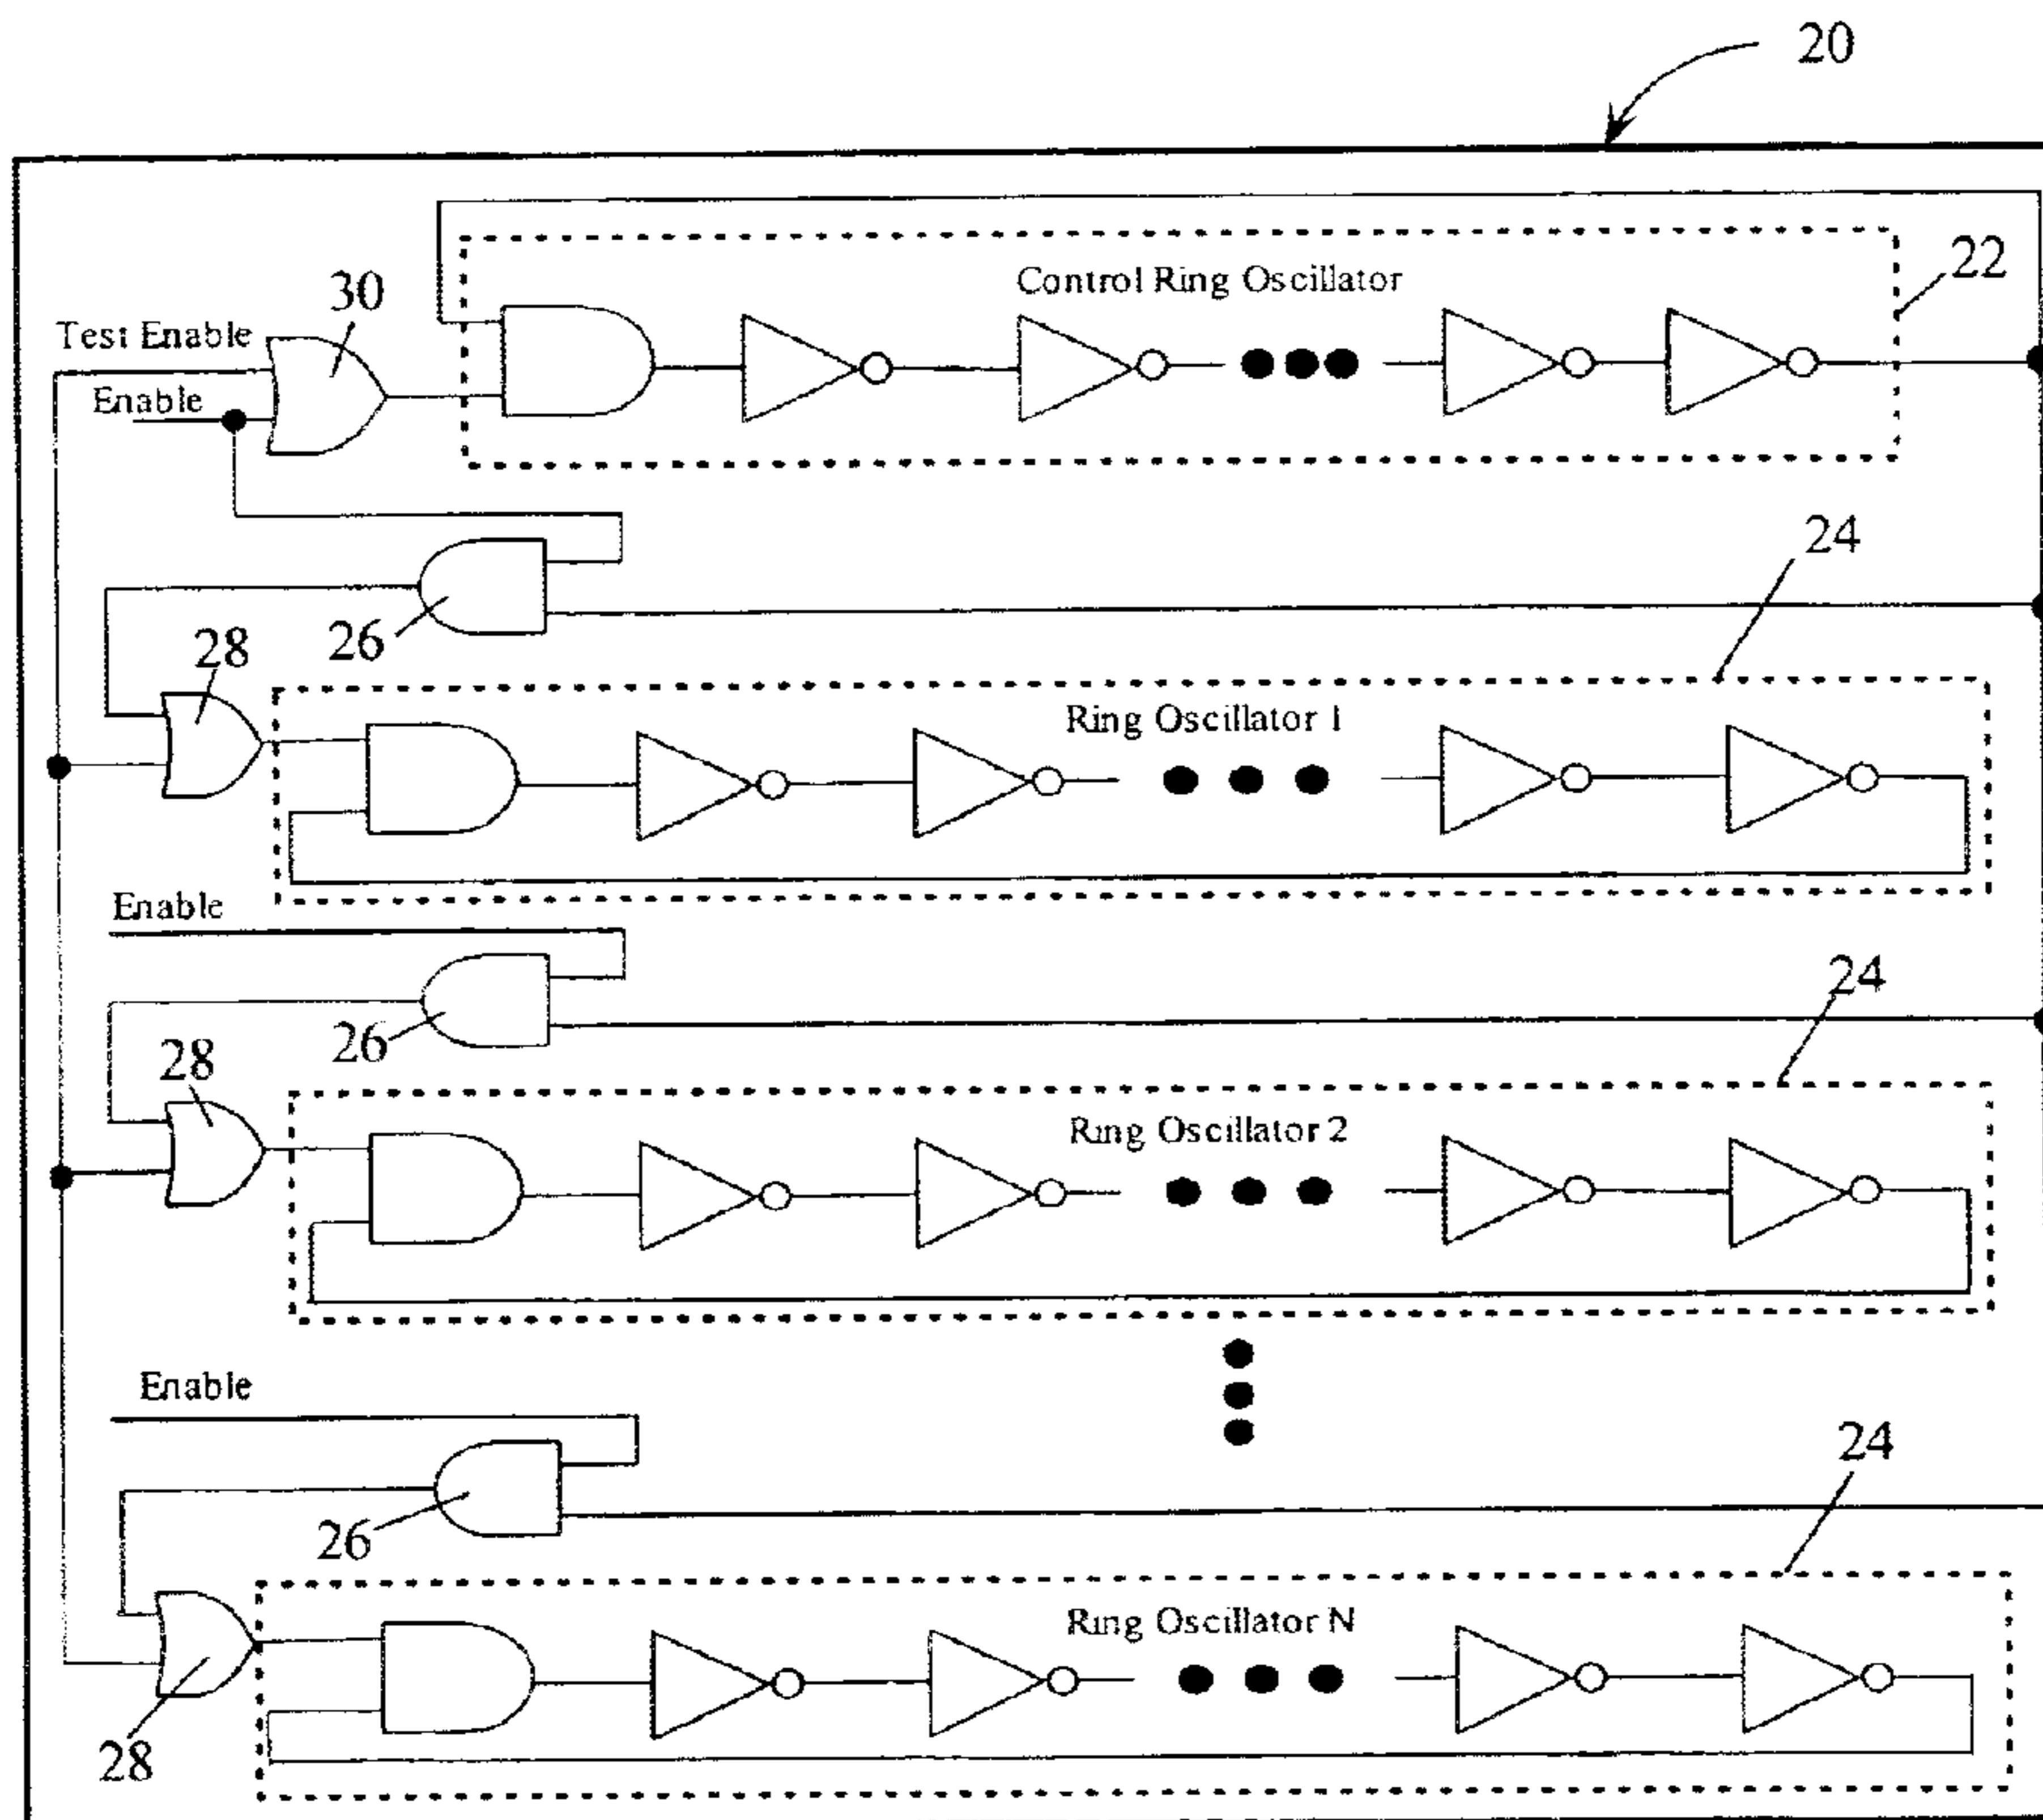 20
Control Ring Oscillator
22
30
Test Enable
Enable
24
26
28
Ring Oscillator 1
Enable
24
26
28
Ring Oscillator 2
Enable
24
26
Ring Oscillator N
28